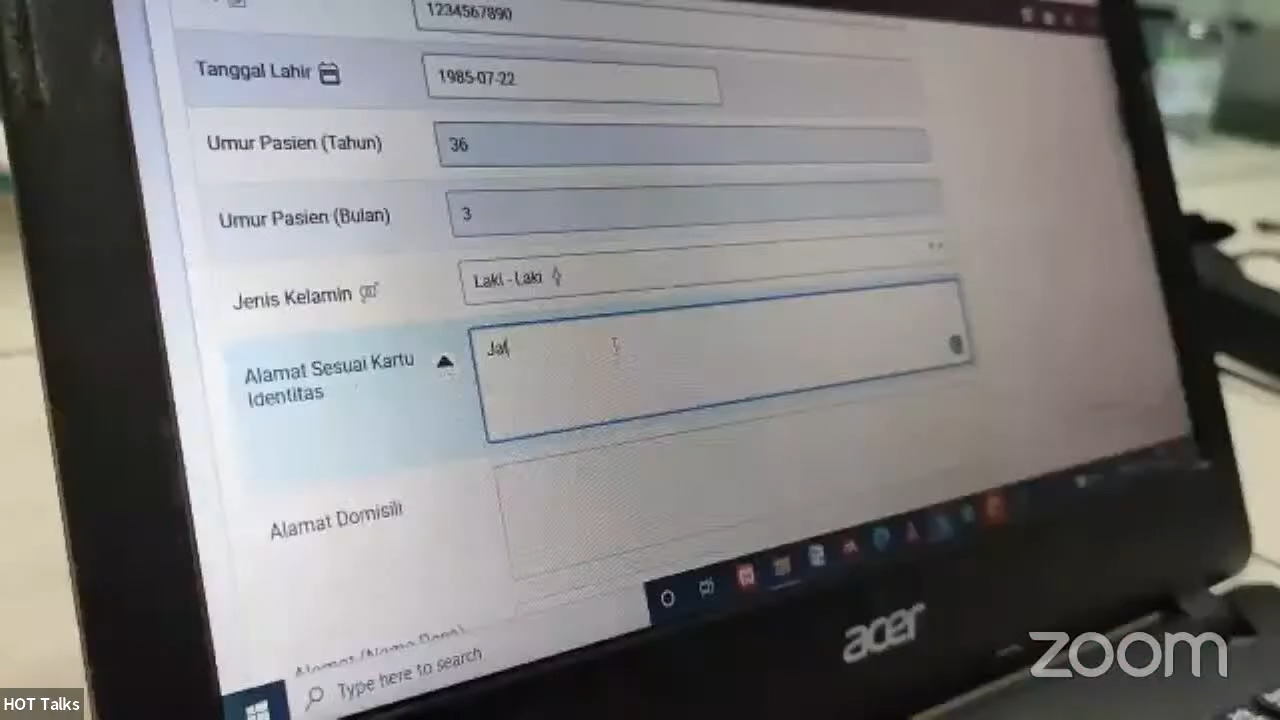 1234567890
Tanggal Lahir
1985-07-22
Umur Pasien (Tahun)
36
Umur Pasien (Bulan)
3
Jenis Kelamin
Laki - Laki
Alamat Sesuai Kartu
Identitas
Jal
Alamat Domisili
Type here to search
acer
zoom
HOT Talks